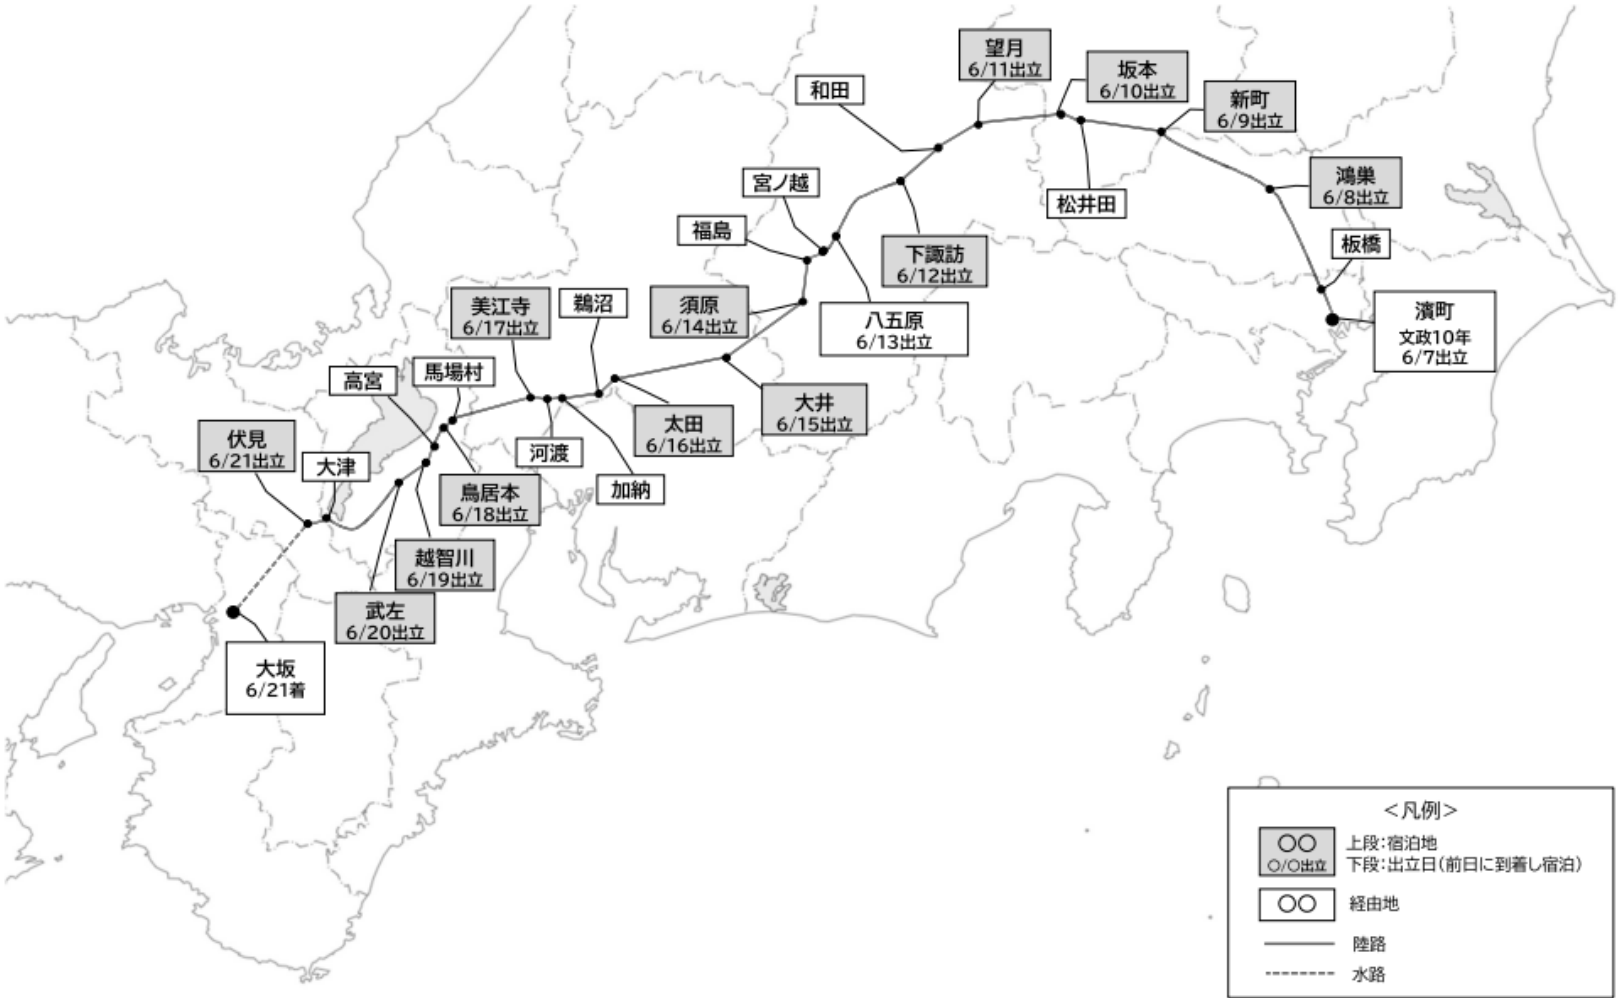 望月
6/11出立
坂本
6/10出立
和田
新町
6/9出立
宮ノ越
松井田
鴻巣
6/8出立
福島
板橋
下諏訪
6/12出立
美江寺
6/17出立
鵜沼
須原
6/14出立
八五原
6/13出立
濱町
文政10年
6/7出立
高宮
馬場村
大井
6/15出立
太田
6/16出立
伏見
6/21出立
大津
河渡
加納
鳥居本
6/18出立
越智川
6/19出立
武左
6/20出立
大坂
6/21着
<凡例>
○○
○/○出立
上段:宿泊地
下段:出立日(前日に到着し宿泊)
○○
経由地
陸路
水路